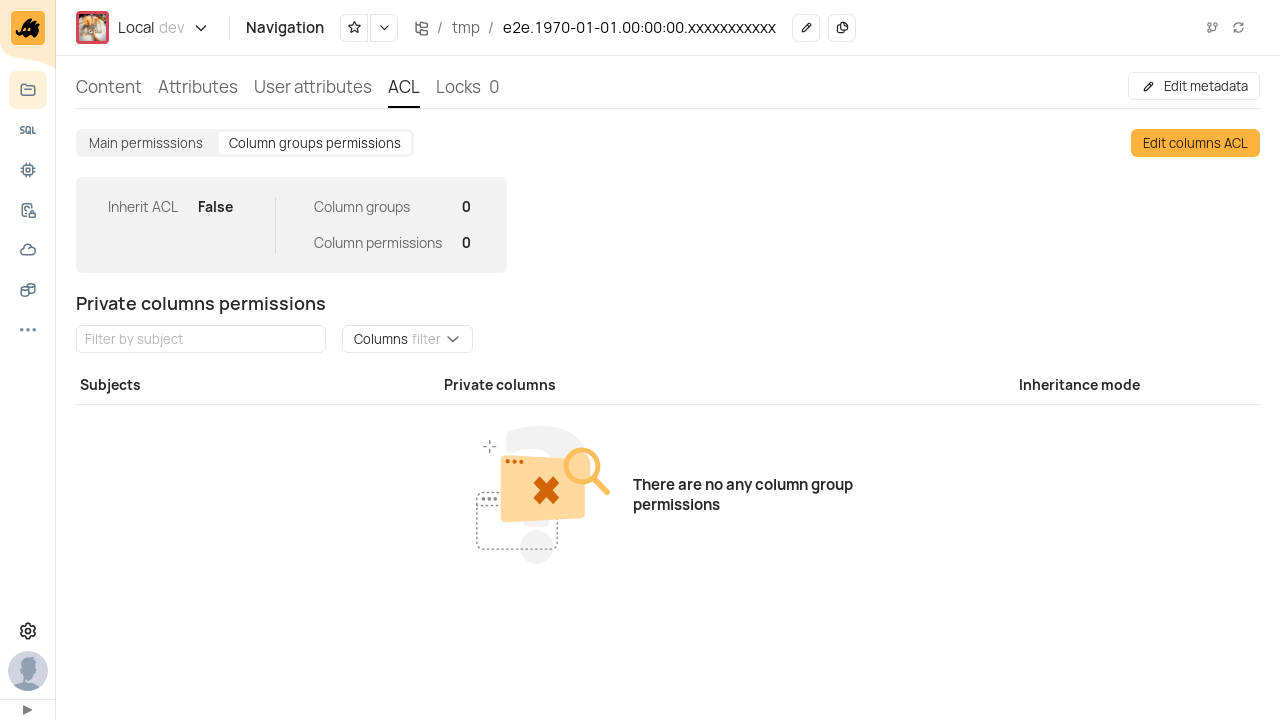 Local dev
Navigation
/ tmp / e2e.1970-01-01.00:00:00.xxxxxxxxxxx
SQL
Content Attributes User attributes ACL Locks 0
Edit metadata
Main permisssions Column groups permissions
Edit columns ACL
Inherit ACL False
Column groups 0
Column permissions 0
Private columns permissions
Filter by subject
Columns filter
Subjects Private columns Inheritance mode
There are no any column group
permissions